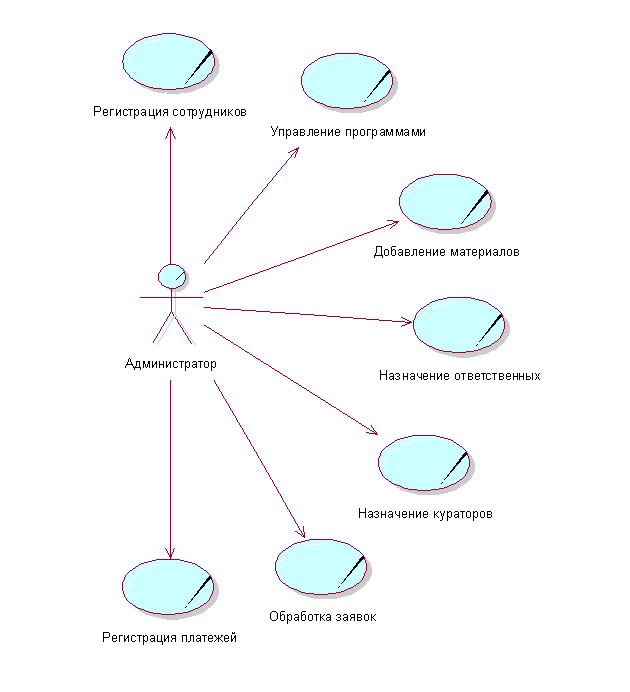 Регистрация сотрудников
Управление программами
Добавление материалов
Администратор
Назначение ответственных
Назначение кураторов
Обработка заявок
Регистрация платежей